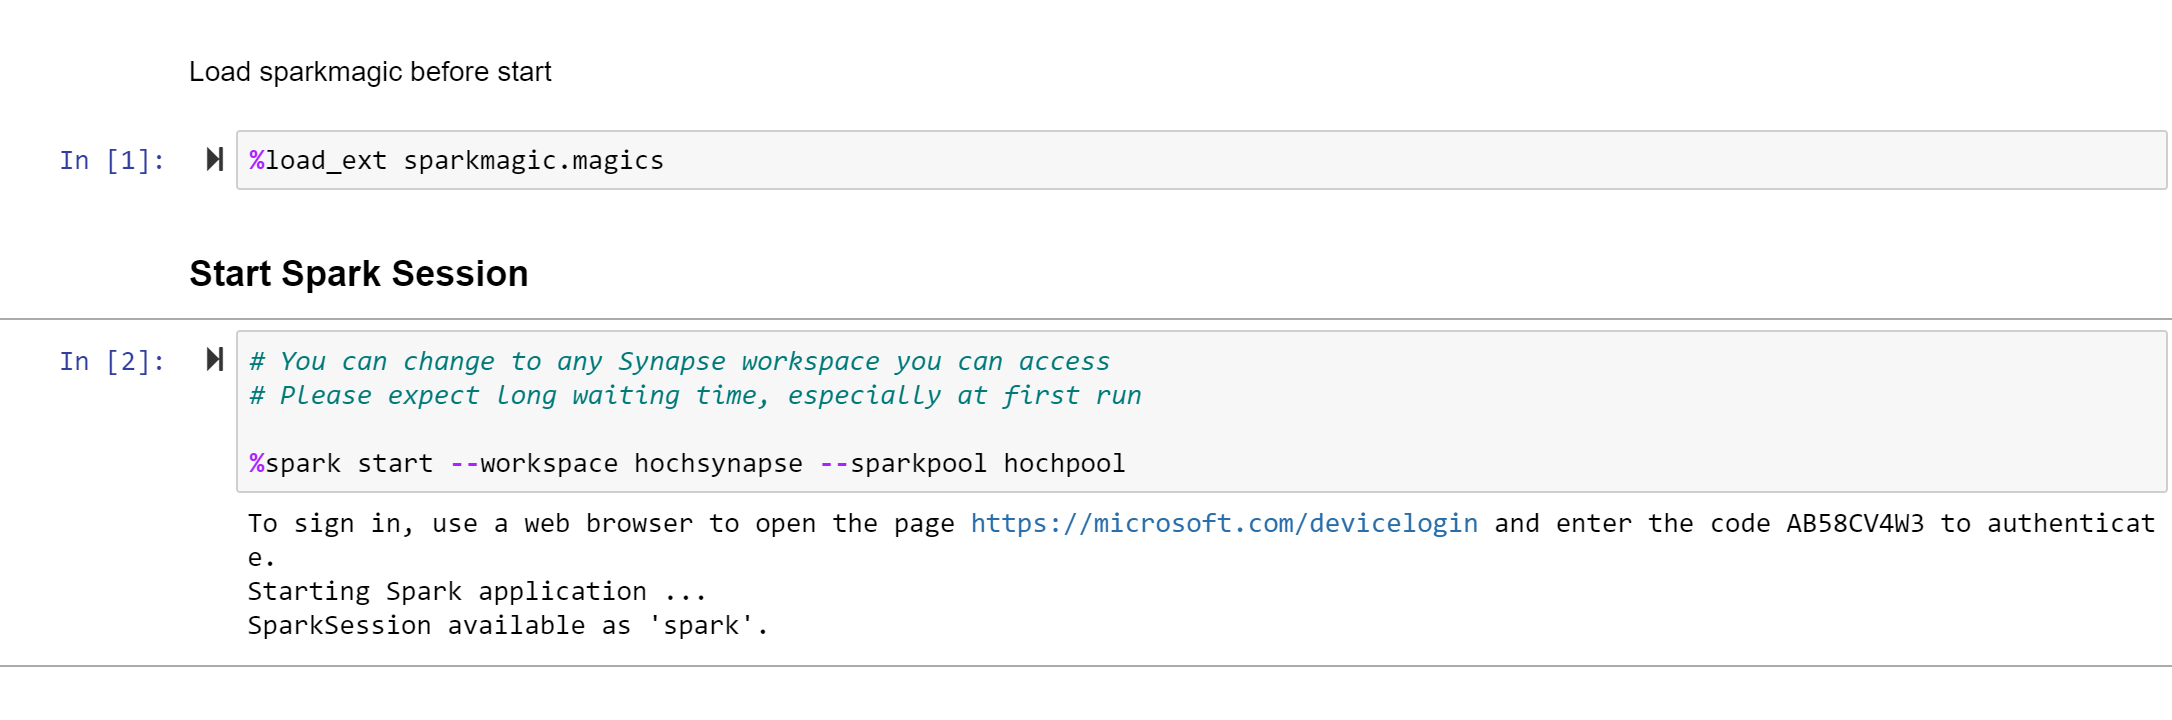 Load sparkmagic before start
In [1]:
%load_ext sparkmagic.magics
Start Spark Session
In [2]:
# You can change to any Synapse workspace you can access
# Please expect long waiting time, especially at first run
%spark start --workspace hochsynapse --sparkpool hochpool
To sign in, use a web browser to open the page https://microsoft.com/devicelogin and enter the code AB58CV4W3 to authenticat
e.
Starting Spark application ...
SparkSession available as 'spark'.